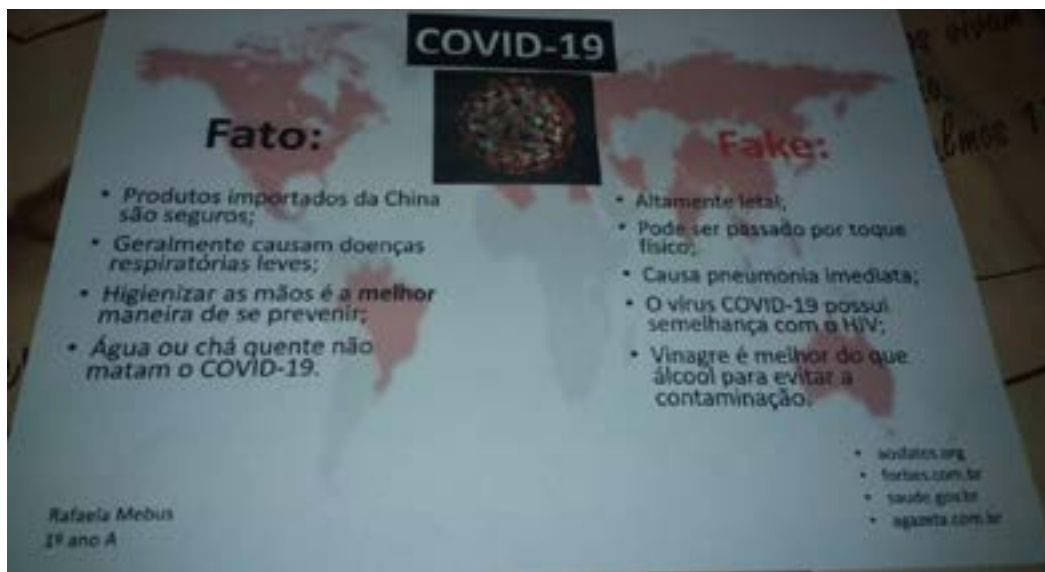 COVID-19
Fato:
• Produtos importados da China
são seguros;
• Geralmente causam doenças
respiratórias leves;
• Higienizar as mãos é a melhor
maneira de se prevenir;
• Água ou chá quente não
matam o COVID-19.
Fake:
• Altamente letal;
• Pode ser passado por toque
físico;
• Causa pneumonia imediata;
• O vírus COVID-19 possui
semelhança com o HIV;
• Vinagre é melhor do que
álcool para evitar a
contaminação.
• aosfatos.org
• forbes.com.br
• saude.gov.br
• agazeta.com.br
Rafaela Mebus
1º ano A